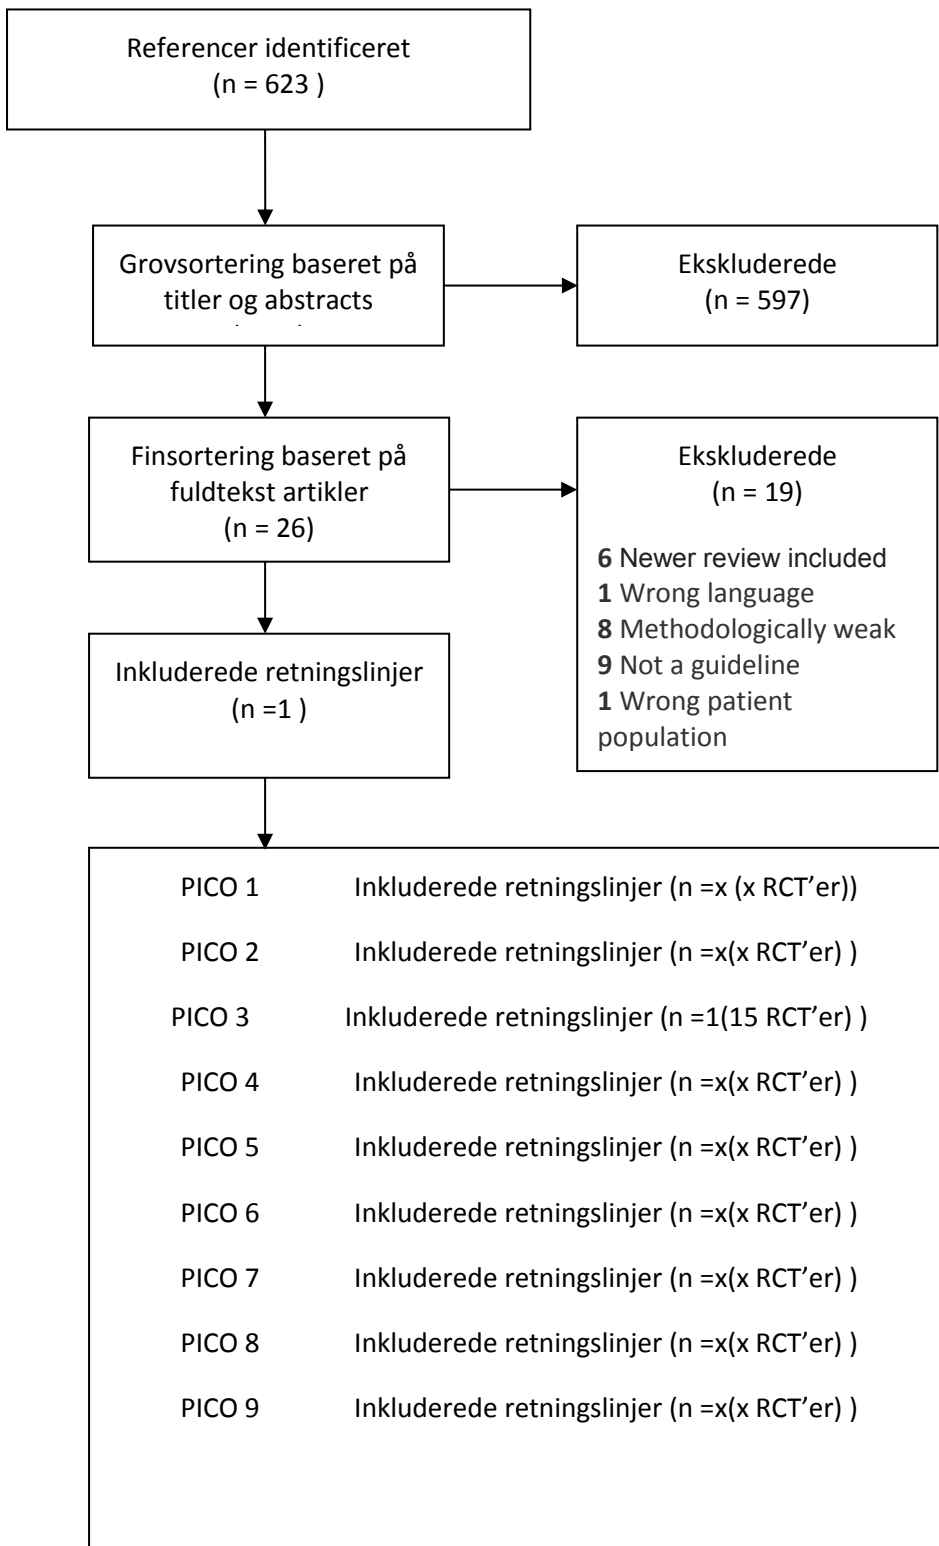 Referencer identificeret
(n = 623 )
Grovsortering baseret på
titler og abstracts
Ekskluderede
(n = 597)
Finsortering baseret på
fuldtekst artikler
(n = 26)
Ekskluderede
(n = 19)
6 Newer review included
1 Wrong language
8 Methodologically weak
9 Not a guideline
1 Wrong patient
population
Inkluderede retningslinjer
(n =1 )
PICO 1 Inkluderede retningslinjer (n =x (x RCT’er))
PICO 2 Inkluderede retningslinjer (n =x(x RCT’er) )
PICO 3 Inkluderede retningslinjer (n =1(15 RCT’er) )
PICO 4 Inkluderede retningslinjer (n =x(x RCT’er) )
PICO 5 Inkluderede retningslinjer (n =x(x RCT’er) )
PICO 6 Inkluderede retningslinjer (n =x(x RCT’er) )
PICO 7 Inkluderede retningslinjer (n =x(x RCT’er) )
PICO 8 Inkluderede retningslinjer (n =x(x RCT’er) )
PICO 9 Inkluderede retningslinjer (n =x(x RCT’er) )